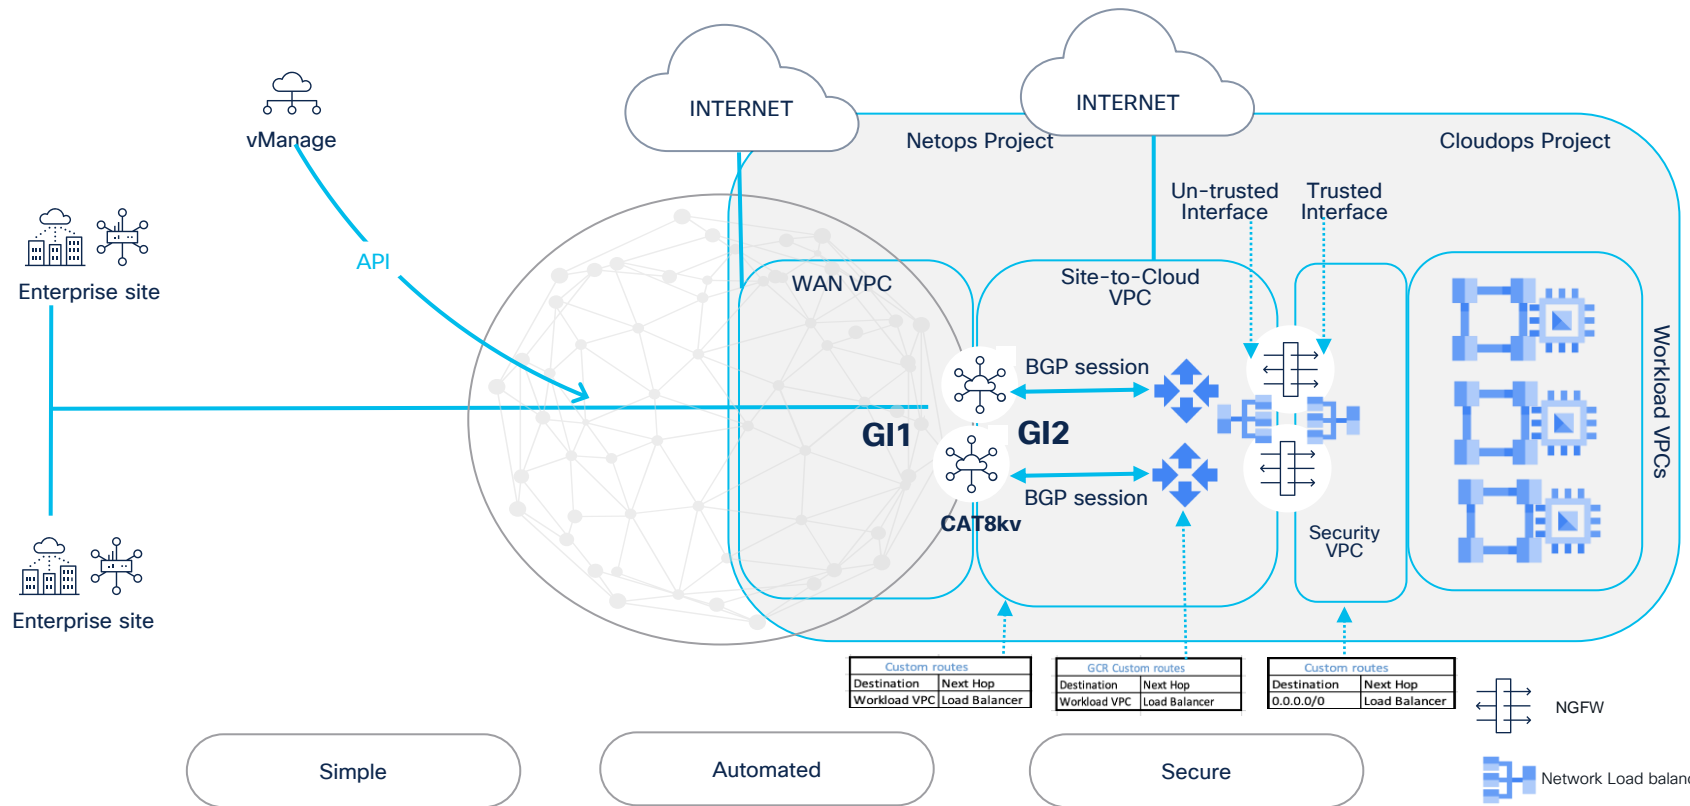 INTERNET
INTERNET
vManage
Netops Project
Cloudops Project
Un-trusted
Interface
Trusted
Interface
API
Enterprise site
WAN VPC
Site-to-Cloud
VPC
BGP session
GI1
GI2
Workload VPCs
BGP session
CAT8kv
Security
VPC
Enterprise site
Custom routes
Destination Next Hop
Workload VPC Load Balancer
GCR Custom routes
Destination Next Hop
Workload VPC Load Balancer
Custom routes
Destination Next Hop
0.0.0.0/0 Load Balancer
NGFW
Simple
Automated
Secure
Network Load balanc